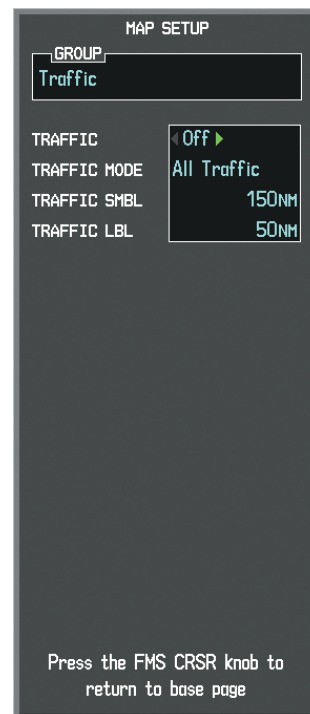 MAP SETUP
GROUP
Traffic
TRAFFIC Off
TRAFFIC MODE All Traffic
TRAFFIC SMBL 150NM
TRAFFIC LBL 50NM
Press the FMS CRSR knob to
return to base page